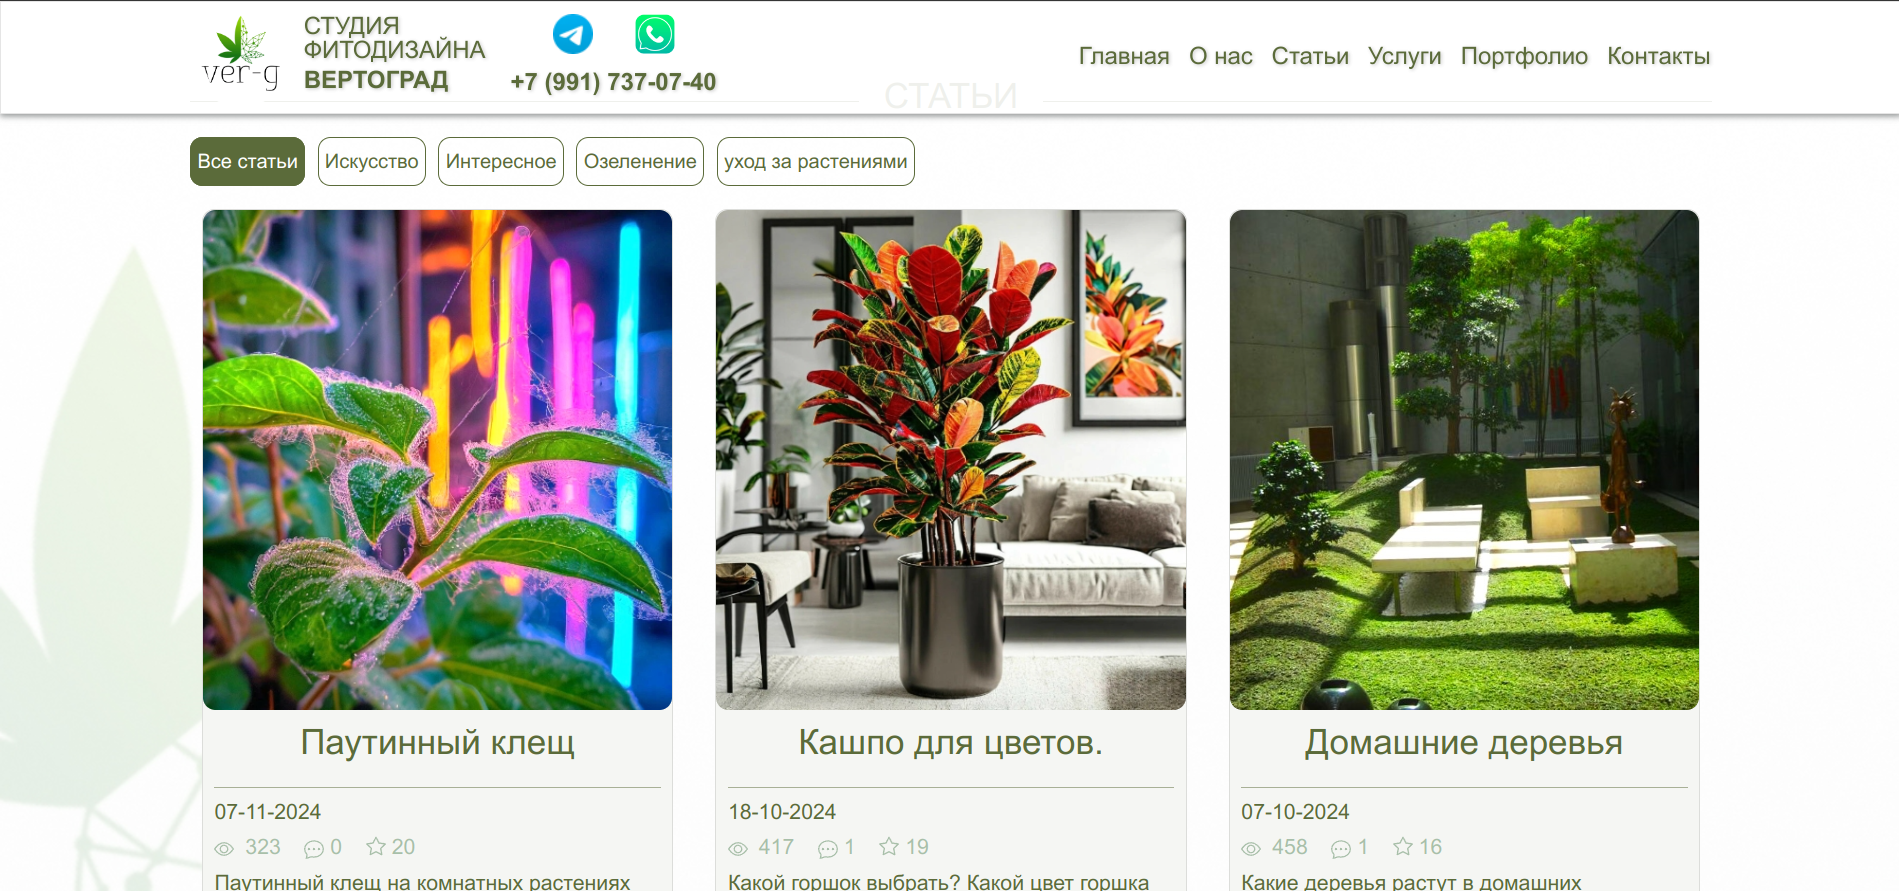 ver-g
СТУДИЯ
ФИТОДИЗАЙНА
ВЕРТОГРАД
+7 (991) 737-07-40
Главная О нас Статьи Услуги Портфолио Контакты
СТАТЬИ
Все статьи Искусство Интересное Озеленение уход за растениями
Паутинный клещ
07-11-2024
323 0 20
Паутинный клещ на комнатных растениях
Кашпо для цветов.
18-10-2024
417 1 19
Какой горшок выбрать? Какой цвет горшка
Домашние деревья
07-10-2024
458 1 16
Какие деревья растут в домашних